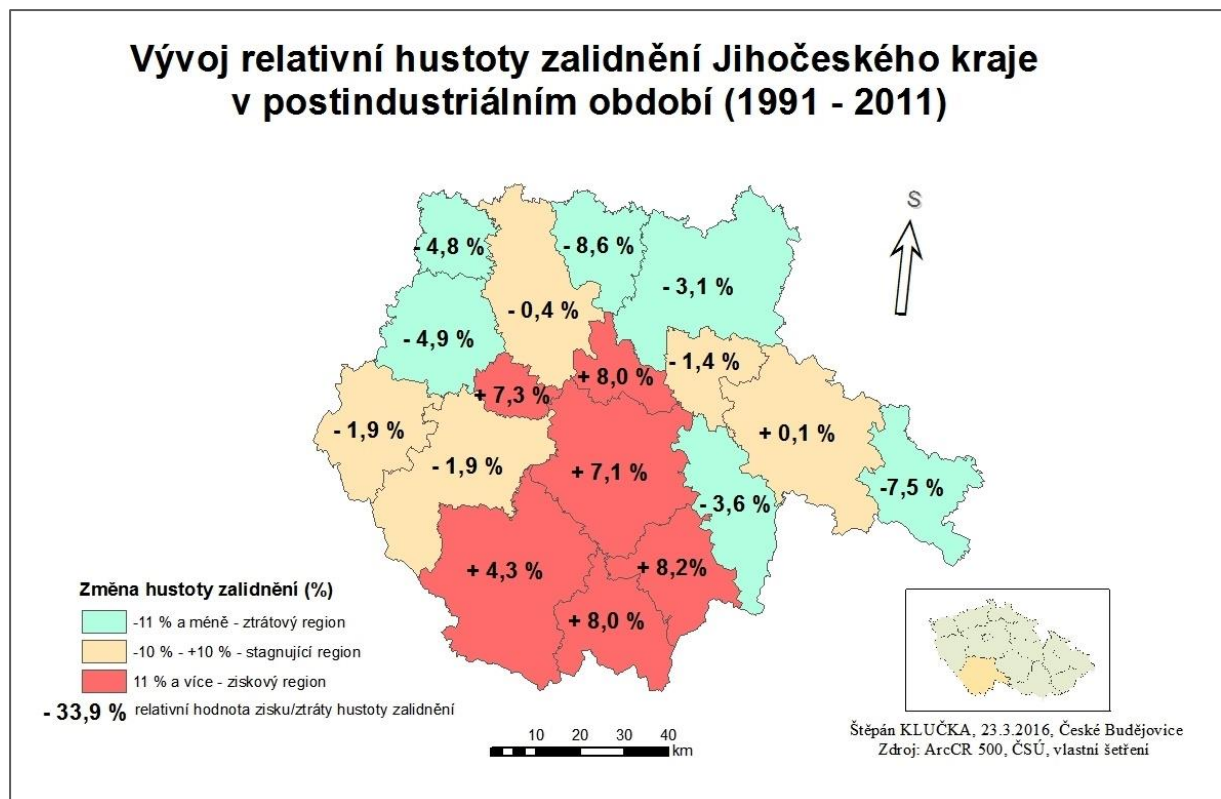 Vývoj relativní hustoty zalidnění Jihočeského kraje
v postindustriálním období (1991 - 2011)
S
- 4,8 %
- 8,6 %
- 3,1 %
- 0,4 %
- 4,9 %
- 1,4 %
+ 8,0 %
+ 7,3 %
- 1,9 %
+ 0,1 %
- 1,9 %
+ 7,1 %
-7,5 %
- 3,6 %
+ 4,3 %
+ 8,2%
+ 8,0 %
Změna hustoty zalidnění (%)
-11 % a méně - ztrátový region
-10 % - +10 % - stagnující region
11 % a více - ziskový region
- 33,9 % relativní hodnota zisku/ztráty hustoty zalidnění
0 10 20 30 40
km
Štěpán KLUČKA, 23.3.2016, České Budějovice
Zdroj: ArcCR 500, ČSÚ, vlastní šetření